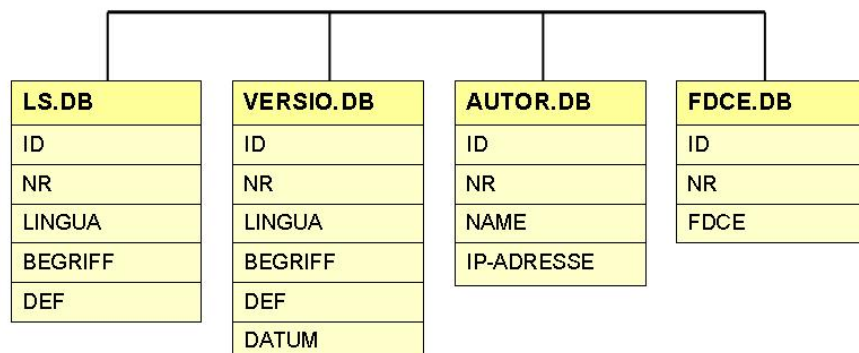 LS.DB
ID
NR
LINGUA
BEGRIFF
DEF
VERSIO.DB
ID
NR
LINGUA
BEGRIFF
DEF
DATUM
AUTOR.DB
ID
NR
NAME
IP-ADRESSE
FDCE.DB
ID
NR
FDCE